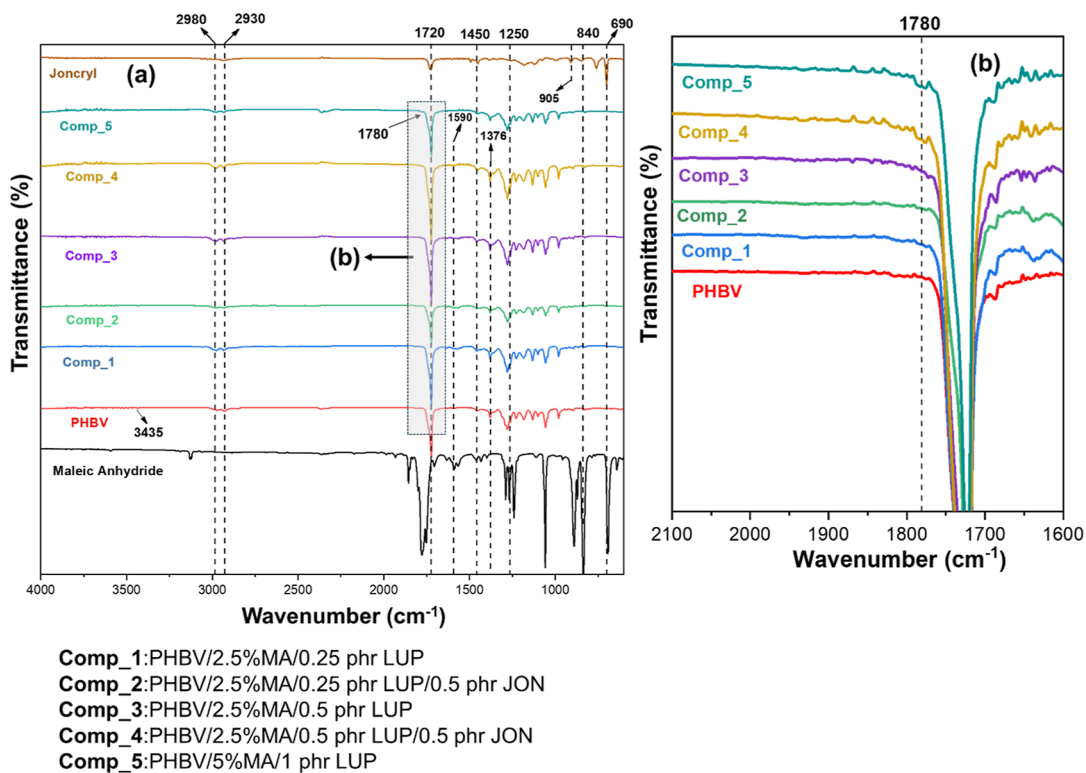 2980
2930
1720
1450
1250
840
690
Joncryl
(a)
905
Comp_5
1780
1590
1376
Comp_4
(b)
Comp_3
Comp_2
Comp_1
PHBV
3435
Maleic Anhydride
Transmittance (%)
4000
3500
3000
2500
2000
1500
1000
Wavenumber (cm-1)
1780
(b)
Comp_5
Comp_4
Comp_3
Comp_2
Comp_1
PHBV
Transmittance (%)
2100
2000
1900
1800
1700
1600
Wavenumber (cm-1)
Comp_1:PHBV/2.5%MA/0.25 phr LUP
Comp_2:PHBV/2.5%MA/0.25 phr LUP/0.5 phr JON
Comp_3:PHBV/2.5%MA/0.5 phr LUP
Comp_4:PHBV/2.5%MA/0.5 phr LUP/0.5 phr JON
Comp_5:PHBV/5%MA/1 phr LUP